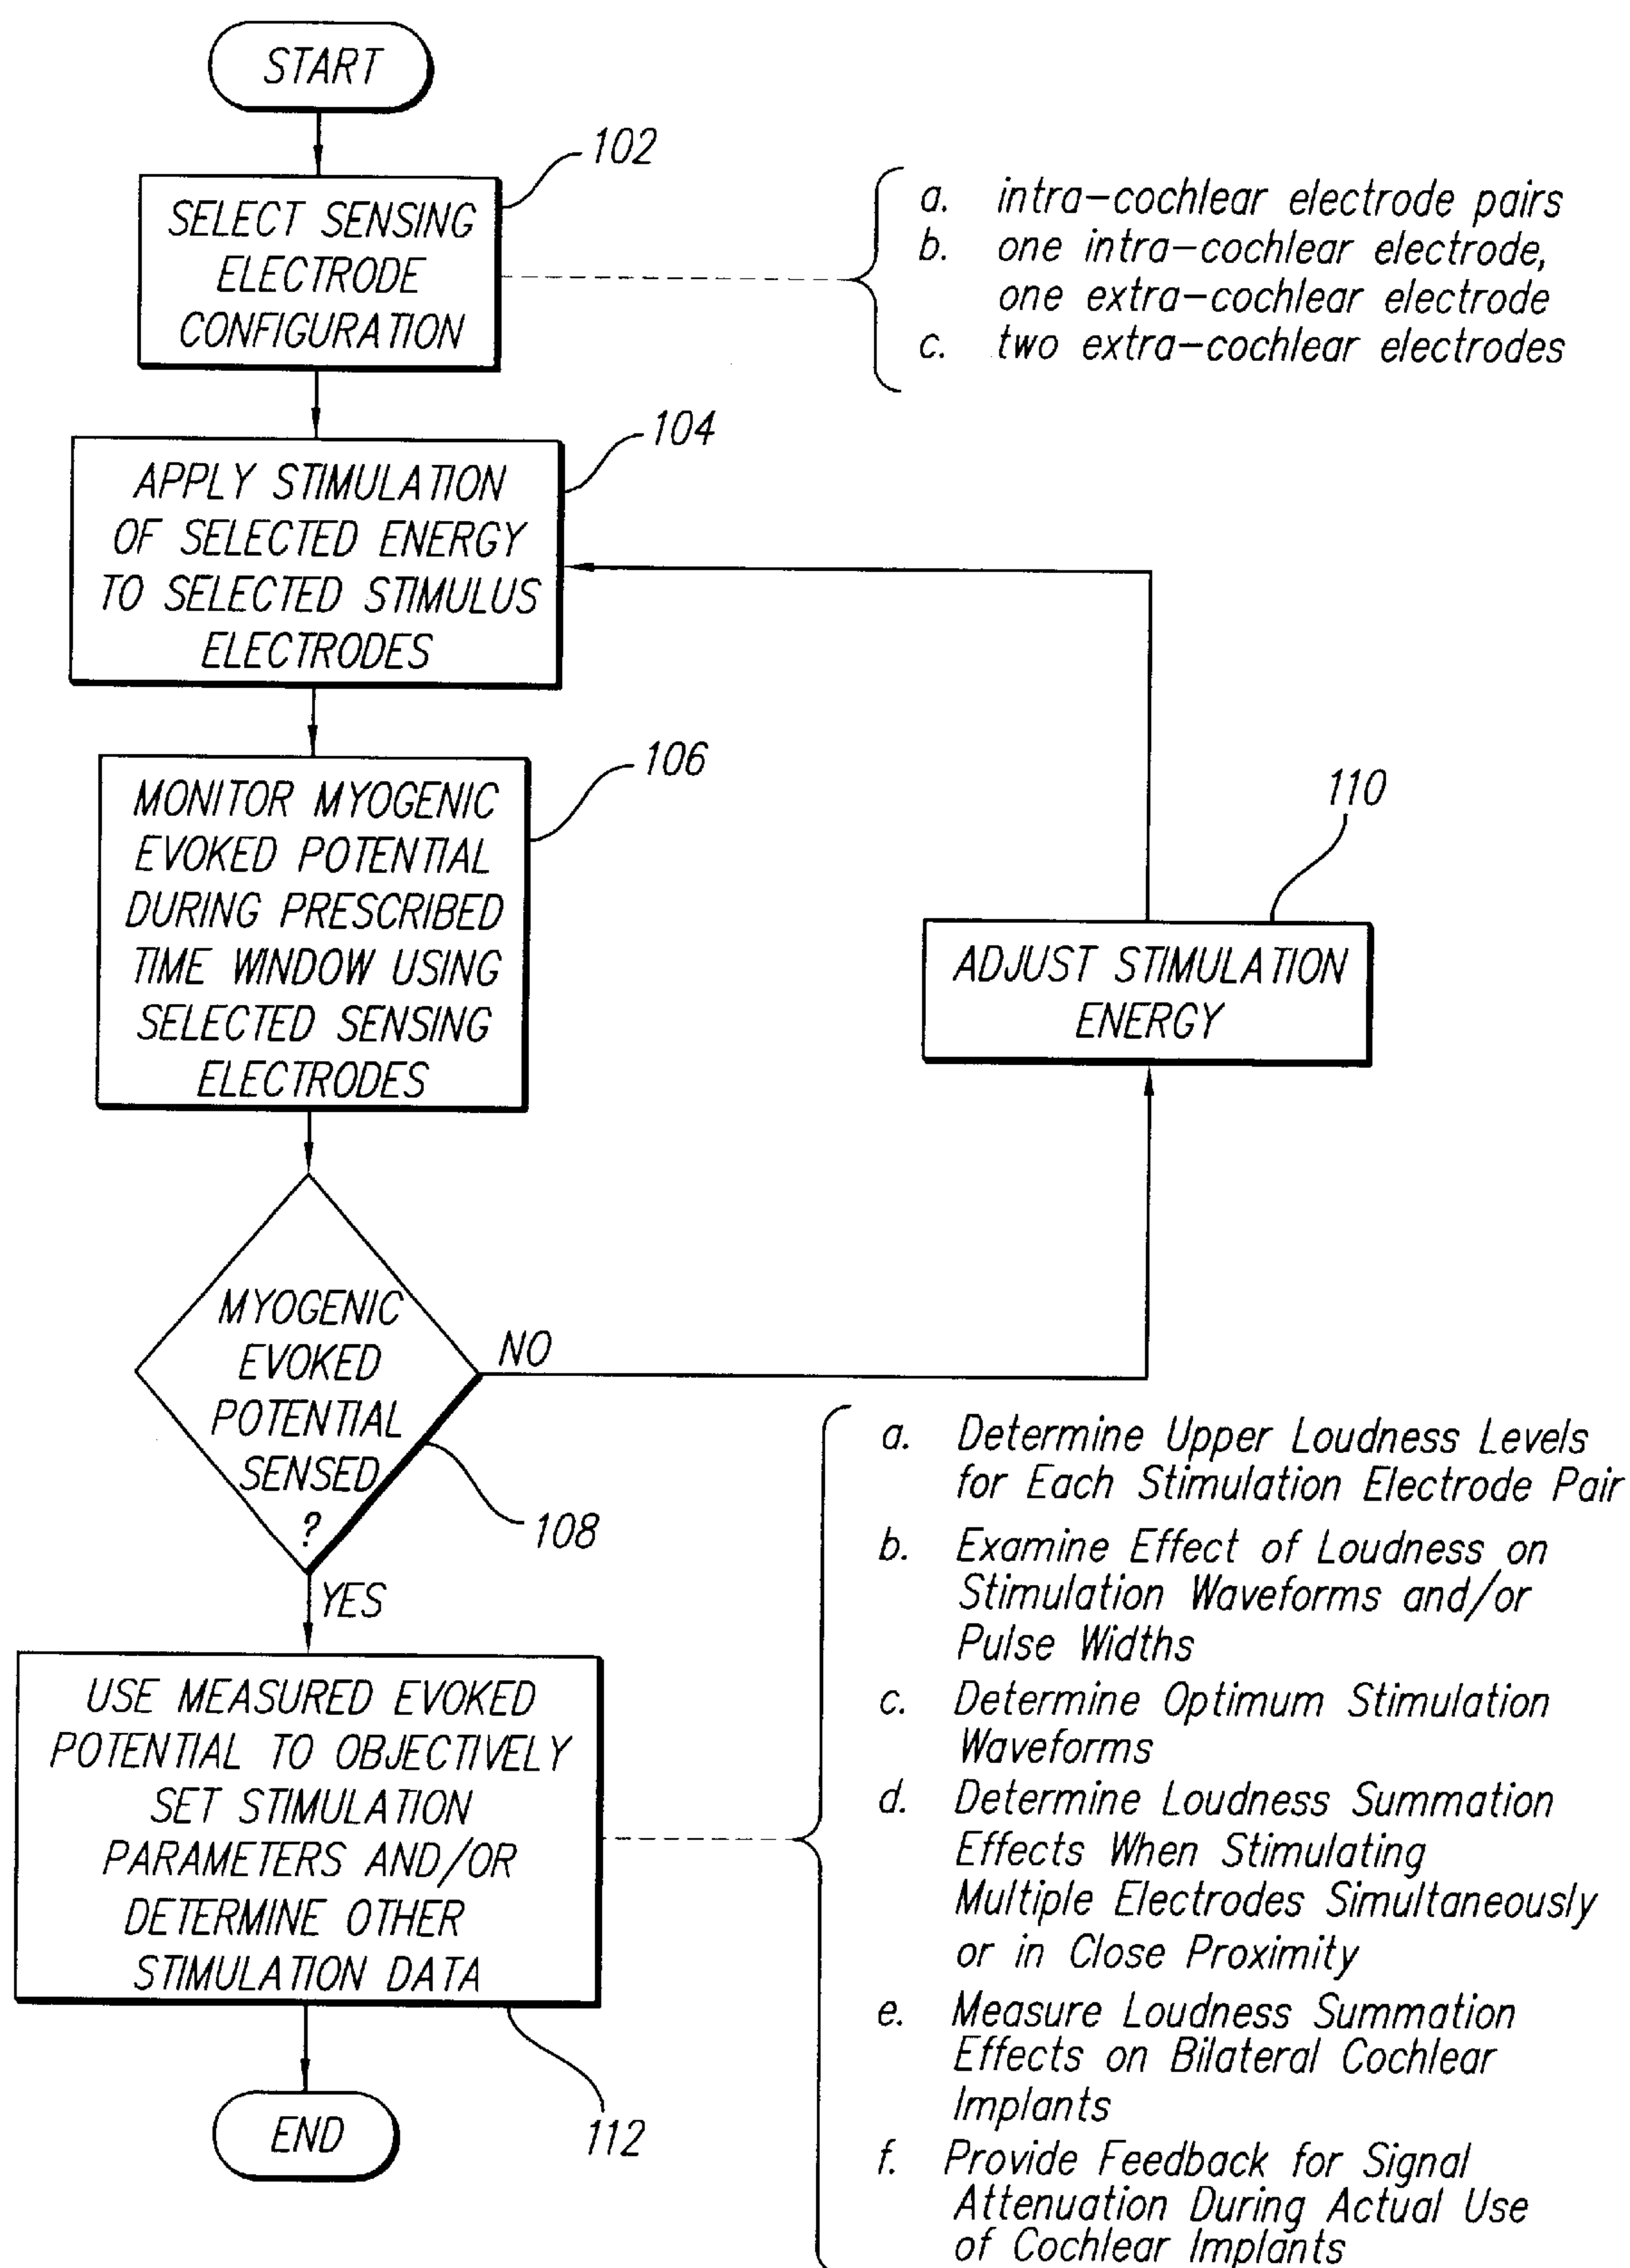 START
102
SELECT SENSING
ELECTRODE
CONFIGURATION
a. intra-cochlear electrode pairs
b. one intra-cochlear electrode,
one extra-cochlear electrode
c. two extra-cochlear electrodes
104
APPLY STIMULATION
OF SELECTED ENERGY
TO SELECTED STIMULUS
ELECTRODES
106
MONITOR MYOGENIC
EVOKED POTENTIAL
DURING PRESCRIBED
TIME WINDOW USING
SELECTED SENSING
ELECTRODES
110
ADJUST STIMULATION
ENERGY
MYOGENIC
EVOKED
POTENTIAL
SENSED
?
NO
108
YES
USE MEASURED EVOKED
POTENTIAL TO OBJECTIVELY
SET STIMULATION
PARAMETERS AND/OR
DETERMINE OTHER
STIMULATION DATA
112
END
a. Determine Upper Loudness Levels
for Each Stimulation Electrode Pair
b. Examine Effect of Loudness on
Stimulation Waveforms and/or
Pulse Widths
c. Determine Optimum Stimulation
Waveforms
d. Determine Loudness Summation
Effects When Stimulating
Multiple Electrodes Simultaneously
or in Close Proximity
e. Measure Loudness Summation
Effects on Bilateral Cochlear
Implants
f. Provide Feedback for Signal
Attenuation During Actual Use
of Cochlear Implants